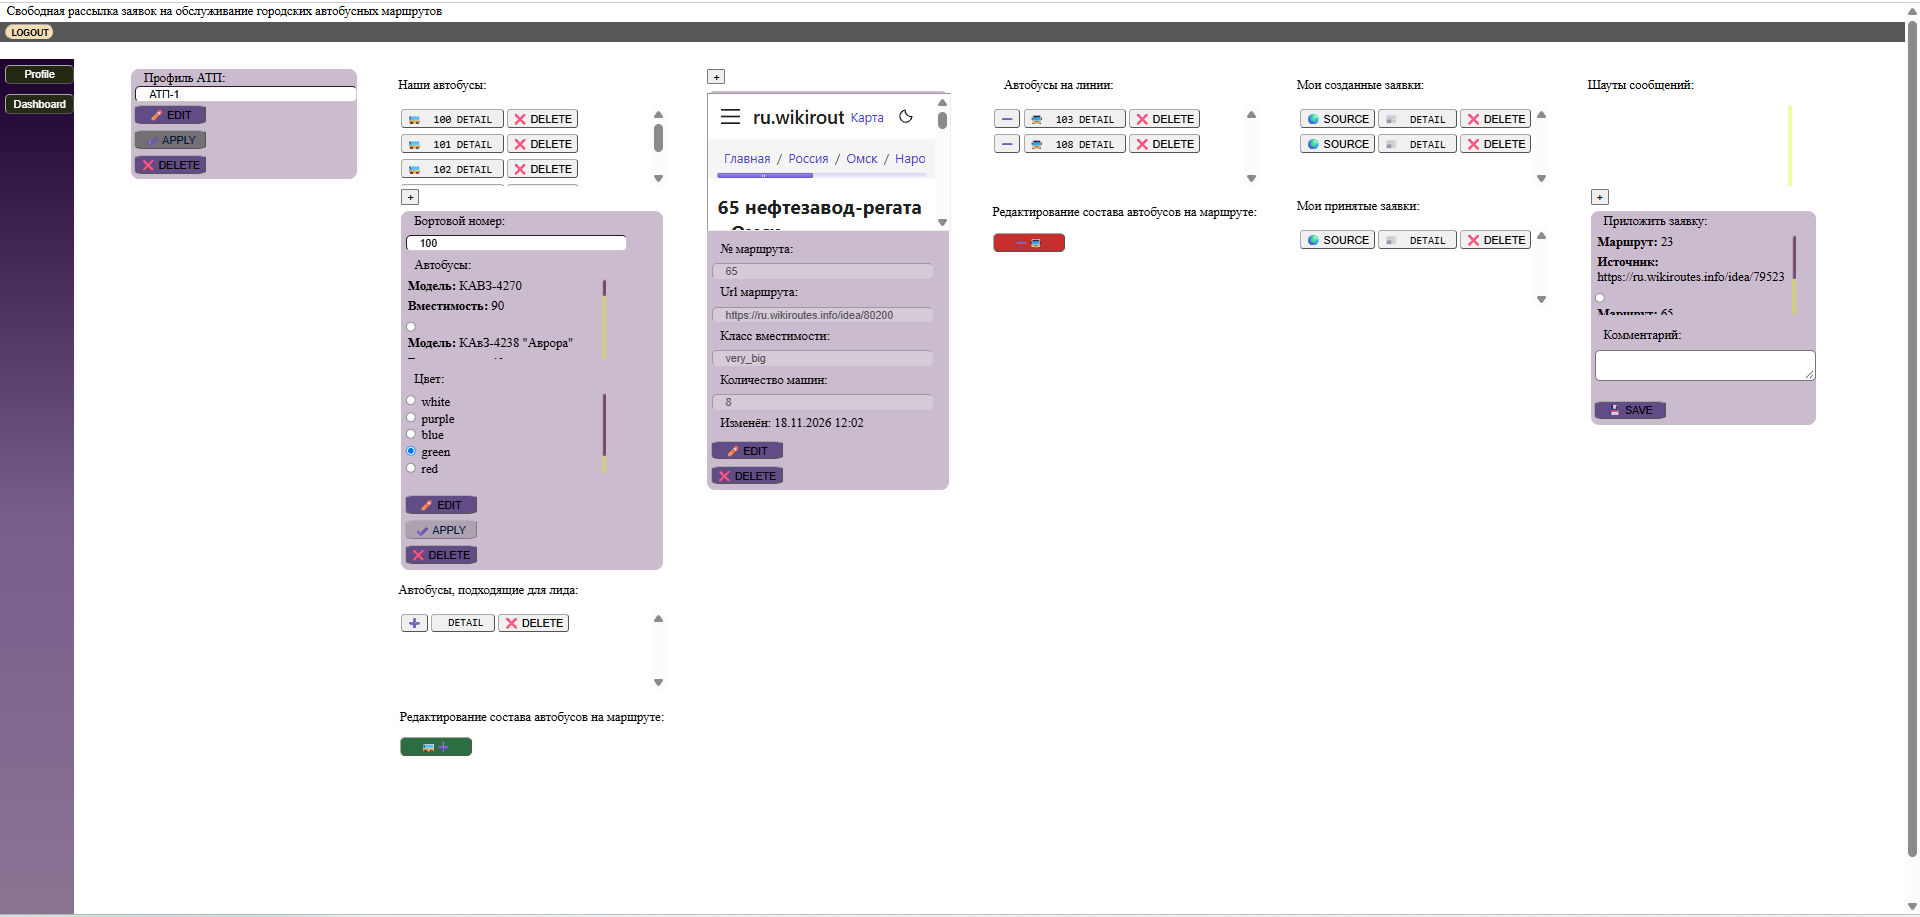 Свободная рассылка заявок на обслуживание городских автобусных маршрутов
LOGOUT
Profile
Dashboard
Профиль АТП:
АТП-1
EDIT
APPLY
DELETE
Наши автобусы:
100 DETAIL DELETE
101 DETAIL DELETE
102 DETAIL DELETE
+
Бортовой номер:
100
Автобусы:
Модель: КАВЗ-4270
Вместимость: 90
Модель: КАвЗ-4238 "Аврора"
Цвет:
white
purple
blue
green
red
EDIT
APPLY
DELETE
Автобусы, подходящие для лида:
DETAIL DELETE
Редактирование состава автобусов на маршруте:
+
ru.wikirout Карта
Главная / Россия / Омск / Наро
65 нефтезавод-регата
№ маршрута:
65
Url маршрута:
https://ru.wikiroutes.info/idea/80200
Класс вместимости:
very_big
Количество машин:
8
Изменён: 18.11.2026 12:02
EDIT
DELETE
Автобусы на линии:
103 DETAIL DELETE
108 DETAIL DELETE
Редактирование состава автобусов на маршруте:
Мои созданные заявки:
SOURCE DETAIL DELETE
SOURCE DETAIL DELETE
Мои принятые заявки:
SOURCE DETAIL DELETE
Шауты сообщений:
+
Приложить заявку:
Маршрут: 23
Источник:
https://ru.wikiroutes.info/idea/79523
Маршрут: 65
Комментарий:
SAVE